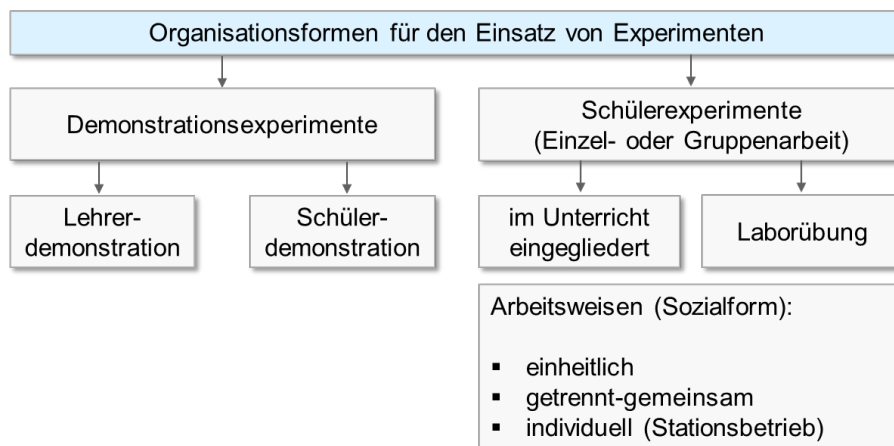 Organisationsformen für den Einsatz von Experimenten
Demonstrationsexperimente
Schülerexperimente
(Einzel- oder Gruppenarbeit)
Lehrer-
demonstration
Schüler-
demonstration
im Unterricht
eingegliedert
Laborübung
Arbeitsweisen (Sozialform):
▪ einheitlich
▪ getrennt-gemeinsam
▪ individuell (Stationsbetrieb)